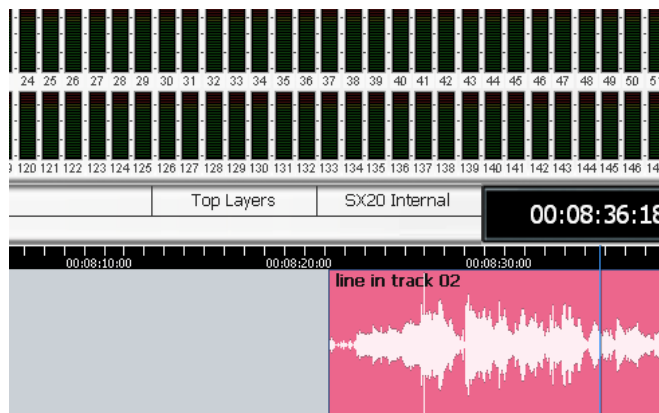 24 25 26 27 28 29 30 31 32 33 34 35 36 37 38 39 40 41 42 43 44 45 46 47 48 49 50
120 121 122 123 124 125 126 127 128 129 130 131 132 133 134 135 136 137 138 139 140 141 142 143 144 145 146
Top Layers SX20 Internal
00:08:36:18
00:08:10:00 00:08:20:00 00:08:30:00
line in track 02